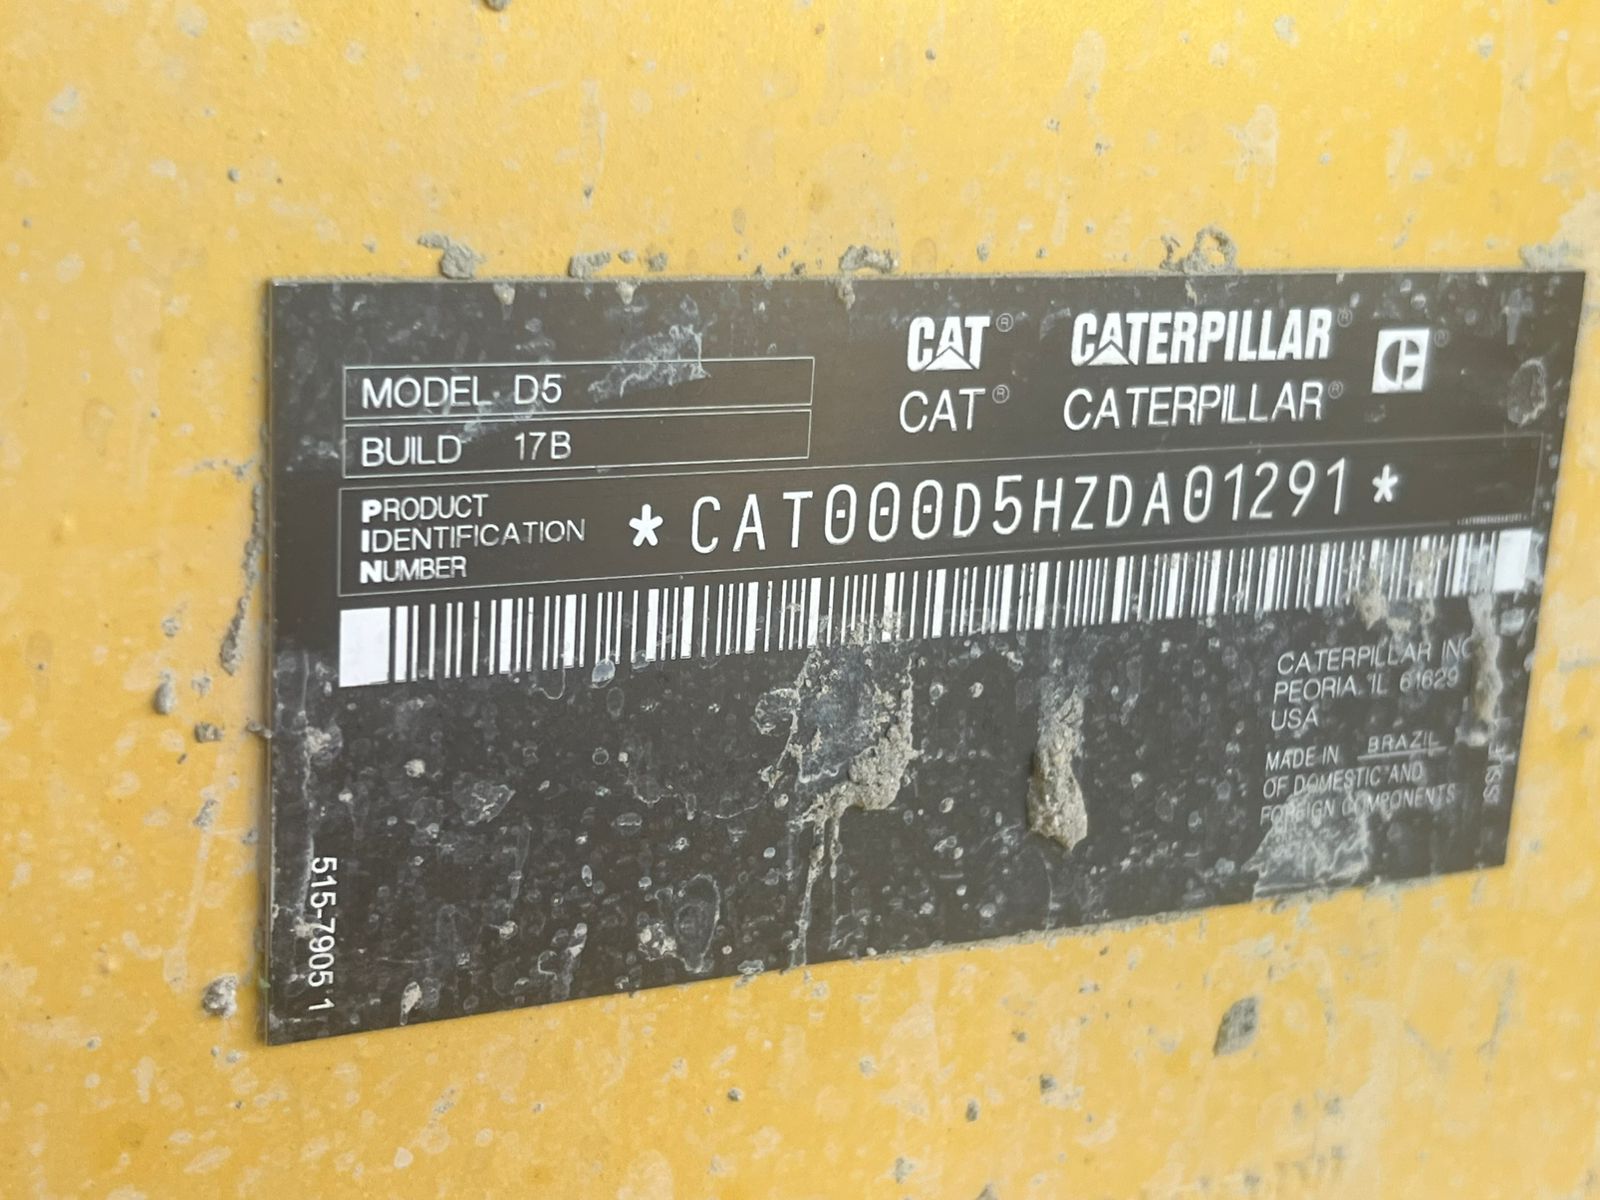 CAT® CATERPILLAR®
CAT® CATERPILLAR®
MODEL D5
BUILD 17B
PRODUCT
IDENTIFICATION
NUMBER
*CAT000D5HZDA01291*
CATERPILLAR INC
PEORIA, IL 61629
USA
MADE IN BRAZIL
OF DOMESTIC AND
FOREIGN COMPONENTS
515-7905 1